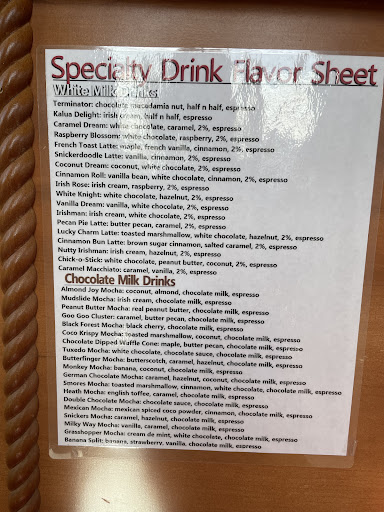 Specialty Drink Flavor Sheet
White Milk Drinks
Terminator: chocolate macadamia nut, half n half, espresso
Kalua Delight: irish cream, half n half, espresso
Caramel Dream: white chocolate, caramel, 2%, espresso
Raspberry Blossom: white chocolate, raspberry, 2%, espresso
French Toast Latte: maple, french vanilla, cinnamon, 2%, espresso
Snickerdoodle Latte: vanilla, cinnamon, 2%, espresso
Coconut Dream: coconut, white chocolate, 2%, espresso
Cinnamon Roll: vanilla bean, white chocolate, cinnamon, 2%, espresso
Irish Rose: irish cream, raspberry, 2%, espresso
White Knight: white chocolate, hazelnut, 2%, espresso
Vanilla Dream: vanilla, white chocolate, 2%, espresso
Irishman: irish cream, white chocolate, 2%, espresso
Pecan Pie Latte: butter pecan, caramel, 2%, espresso
Lucky Charm Latte: toasted marshmallow, white chocolate, hazelnut, 2%, espresso
Cinnamon Bun Latte: brown sugar cinnamon, salted caramel, 2%, espresso
Nutty Irishman: irish cream, hazelnut, 2%, espresso
Chick-o-Stick: white chocolate, peanut butter, coconut, 2%, espresso
Caramel Macchiato: caramel, vanilla, 2%, espresso
Chocolate Milk Drinks
Almond Joy Mocha: coconut, almond, chocolate milk, espresso
Mudslide Mocha: irish cream, chocolate milk, espresso
Peanut Butter Mocha: real peanut butter, chocolate milk, espresso
Goo Goo Cluster: caramel, butter pecan, chocolate milk, espresso
Black Forest Mocha: black cherry, chocolate milk, espresso
Coco Krispy Mocha: toasted marshmallow, coconut, chocolate milk, espresso
Chocolate Dipped Waffle Cone: maple, butter pecan, chocolate milk, espresso
Tuxedo Mocha: white chocolate, chocolate sauce, chocolate milk, espresso
Butterfinger Mocha: butterscotch, caramel, hazelnut, chocolate milk, espresso
Monkey Mocha: banana, coconut, chocolate milk, espresso
German Chocolate Mocha: caramel, hazelnut, coconut, chocolate milk, espresso
Smores Mocha: toasted marshmallow, cinnamon, white chocolate, chocolate milk, espresso
Heath Mocha: english toffee, caramel, chocolate milk, espresso
Double Chocolate Mocha: chocolate sauce, chocolate milk, espresso
Mexican Mocha: mexican spiced coco powder, cinnamon, chocolate milk, espresso
Snickers Mocha: caramel, hazelnut, chocolate milk, espresso
Milky Way Mocha: vanilla, caramel, chocolate milk, espresso
Grasshopper Mocha: cream de mint, white chocolate, chocolate milk, espresso
Banana Split: banana, strawberry, vanilla, chocolate milk, espresso